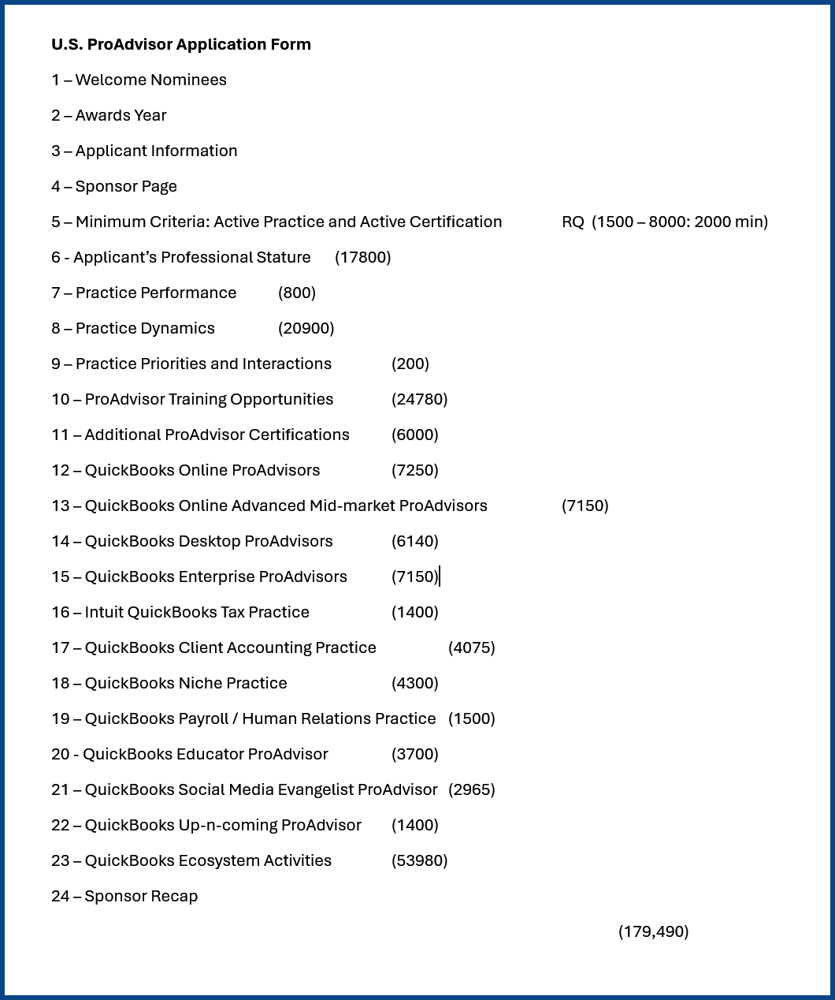 U.S. ProAdvisor Application Form
1 – Welcome Nominees
2 – Awards Year
3 – Applicant Information
4 – Sponsor Page
5 – Minimum Criteria: Active Practice and Active Certification RQ (1500 – 8000: 2000 min)
6 - Applicant’s Professional Stature (17800)
7 – Practice Performance (800)
8 – Practice Dynamics (20900)
9 – Practice Priorities and Interactions (200)
10 – ProAdvisor Training Opportunities (24780)
11 – Additional ProAdvisor Certifications (6000)
12 – QuickBooks Online ProAdvisors (7250)
13 – QuickBooks Online Advanced Mid-market ProAdvisors (7150)
14 – QuickBooks Desktop ProAdvisors (6140)
15 – QuickBooks Enterprise ProAdvisors (7150)
16 – Intuit QuickBooks Tax Practice (1400)
17 – QuickBooks Client Accounting Practice (4075)
18 – QuickBooks Niche Practice (4300)
19 – QuickBooks Payroll / Human Relations Practice (1500)
20 - QuickBooks Educator ProAdvisor (3700)
21 – QuickBooks Social Media Evangelist ProAdvisor (2965)
22 – QuickBooks Up-n-coming ProAdvisor (1400)
23 – QuickBooks Ecosystem Activities (53980)
24 – Sponsor Recap
(179,490)